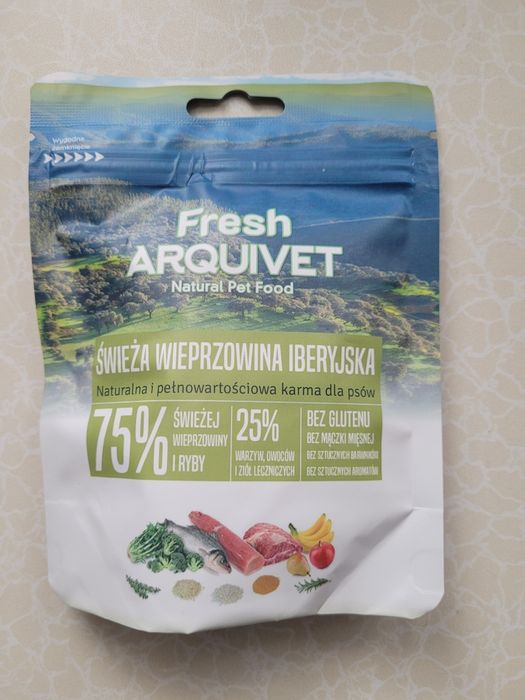 Wygodne
zamknięcie
Fresh
ARQUIVET
Natural Pet Food
ŚWIEŻA WIEPRZOWINA IBERYJSKA
Naturalna i pełnowartościowa karma dla psów
75%
ŚWIEŻEJ
WIEPRZOWINY
I RYBY
25%
WARZYW, OWOCÓW
I ZIÓŁ LECZNICZYCH
BEZ GLUTENU
BEZ MĄCZKI MIĘSNEJ
BEZ SZTUCZNYCH BARWNIKÓW
BEZ SZTUCZNYCH AROMATÓW